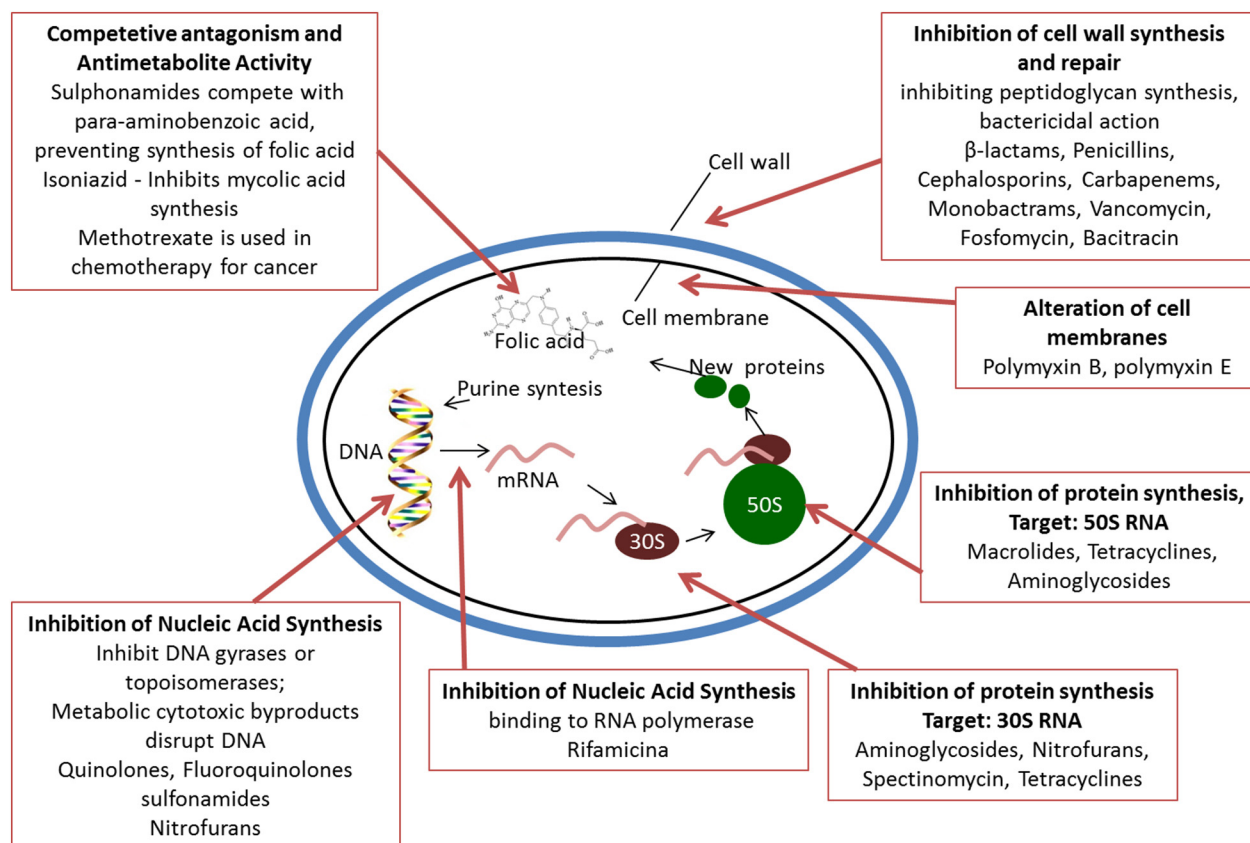 Competetive antagonism and
Antimetabolite Activity
Sulphonamides compete with
para-aminobenzoic acid,
preventing synthesis of folic acid
Isoniazid - Inhibits mycolic acid
synthesis
Methotrexate is used in
chemotherapy for cancer
Inhibition of cell wall synthesis
and repair
inhibiting peptidoglycan synthesis,
bactericidal action
β-lactams, Penicillins,
Cephalosporins, Carbapenems,
Monobactrams, Vancomycin,
Fosfomycin, Bacitracin
Cell wall
Cell membrane
Folic acid
Alteration of cell
membranes
Polymyxin B, polymyxin E
New proteins
Purine syntesis
DNA
mRNA
30S
50S
Inhibition of protein synthesis,
Target: 50S RNA
Macrolides, Tetracyclines,
Aminoglycosides
Inhibition of Nucleic Acid Synthesis
Inhibit DNA gyrases or
topoisomerases;
Metabolic cytotoxic byproducts
disrupt DNA
Quinolones, Fluoroquinolones
sulfonamides
Nitrofurans
Inhibition of Nucleic Acid Synthesis
binding to RNA polymerase
Rifamicina
Inhibition of protein synthesis
Target: 30S RNA
Aminoglycosides, Nitrofurans,
Spectinomycin, Tetracyclines